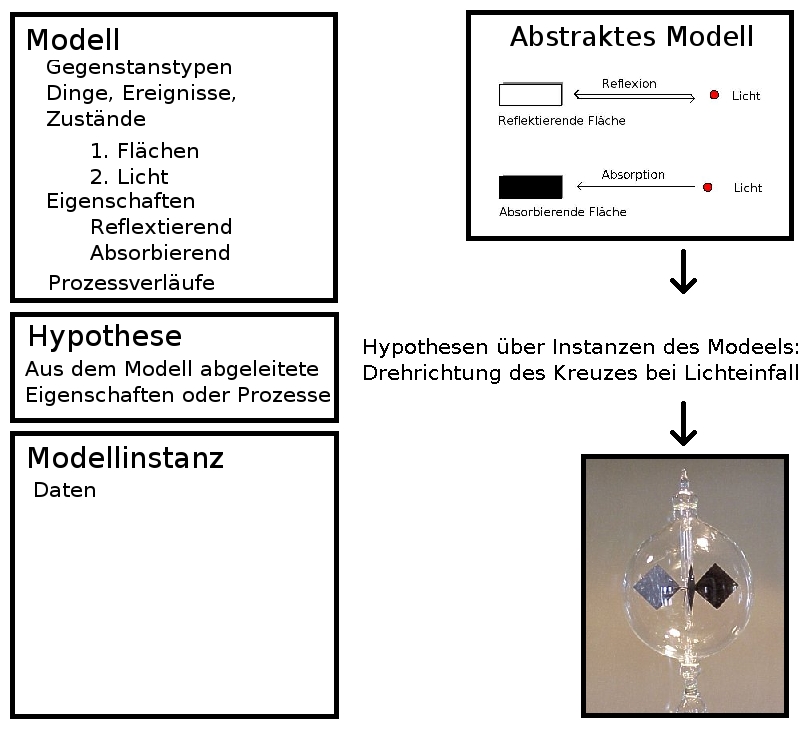 Modell
Gegenstanstypen
Dinge, Ereignisse,
Zustände
1. Flächen
2. Licht
Eigenschaften
Reflextierend
Absorbierend
Prozessverläufe
Hypothese
Aus dem Modell abgeleitete
Eigenschaften oder Prozesse
Modellinstanz
Daten
Abstraktes Modell
Reflexion
Licht
Reflektierende Fläche
Absorption
Licht
Absorbierende Fläche
Hypothesen über Instanzen des Modeels:
Drehrichtung des Kreuzes bei Lichteinfall